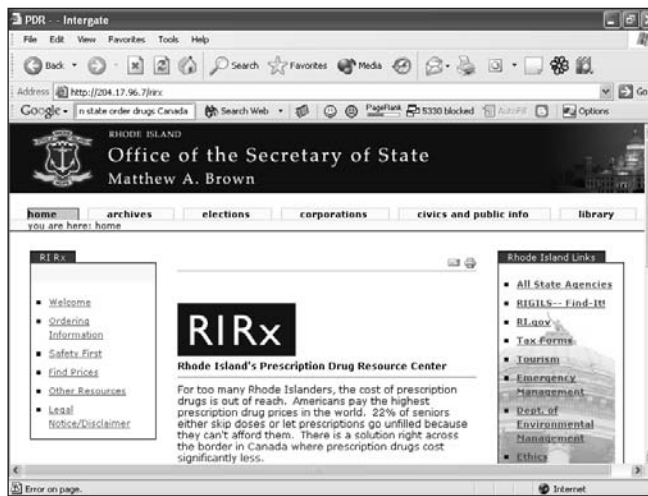 PDR - - Intergate
File Edit View Favorites Tools Help
Back Search Favorites Media
Address http://204.17.96.7/rirx Go
Google n state order drugs Canada Search Web PageRank 5330 blocked AutoFill Options
RHODE ISLAND
Office of the Secretary of State
Matthew A. Brown
home archives elections corporations civics and public info library
you are here: home
RI Rx
Welcome
Ordering
Information
Safety First
Find Prices
Other Resources
Legal
Notice/Disclaimer
RIRx
Rhode Island's Prescription Drug Resource Center
For too many Rhode Islanders, the cost of prescription
drugs is out of reach. Americans pay the highest
prescription drug prices in the world. 22% of seniors
either skip doses or let prescriptions go unfilled because
they can't afford them. There is a solution right across
the border in Canada where prescription drugs cost
significantly less.
Rhode Island Links
All State Agencies
RIGILS-- Find-It!
RI.gov
Tax Forms
Tourism
Emergency
Management
Dept. of
Environmental
Management
Ethics
Error on page. Internet